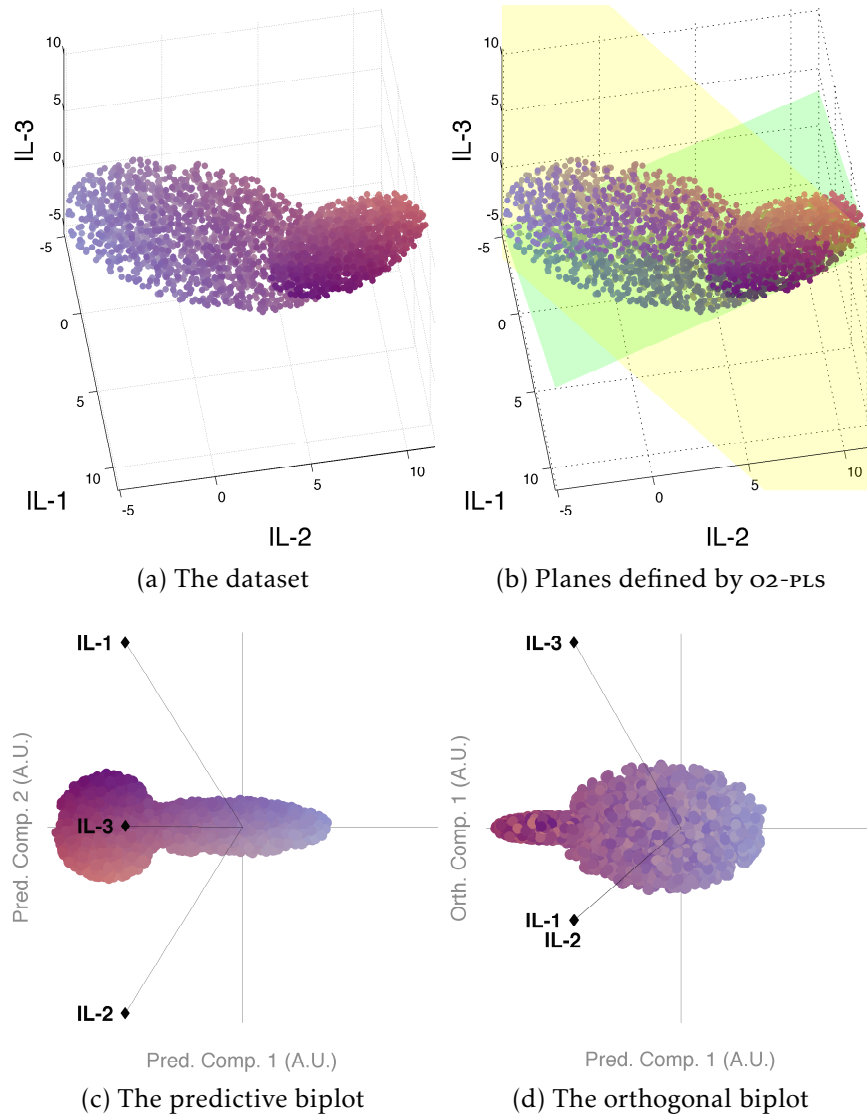 10
5
0
-5
IL-3
-5
0
5
10
IL-1
-5
0
5
10
IL-2
(a) The dataset
10
5
0
-5
IL-3
-5
0
5
10
IL-1
-5
0
5
10
IL-2
(b) Planes defined by O2-PLS
IL-1
IL-3
IL-2
Pred. Comp. 2 (A.U.)
Pred. Comp. 1 (A.U.)
(c) The predictive biplot
IL-3
IL-1
IL-2
Orth. Comp. 1 (A.U.)
Pred. Comp. 1 (A.U.)
(d) The orthogonal biplot